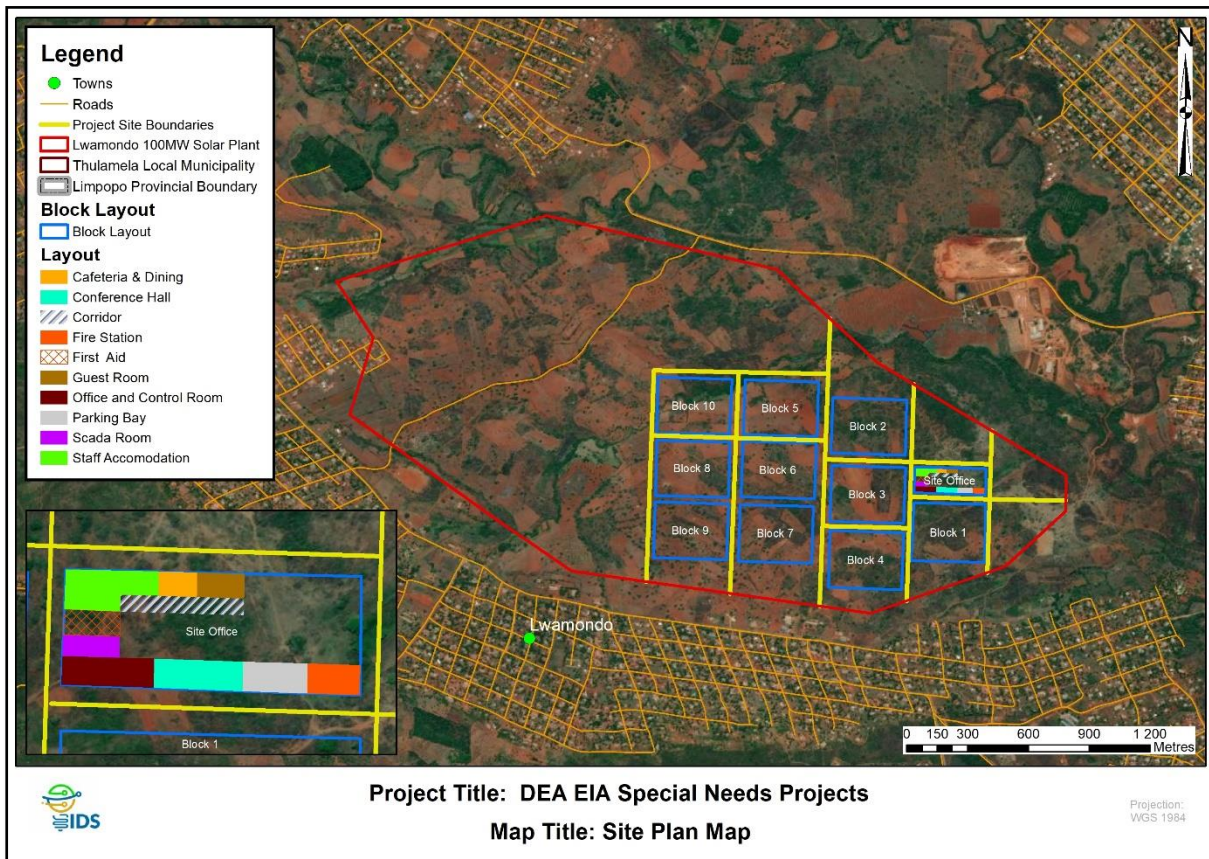 Legend
Towns
Roads
Project Site Boundaries
Lwamondo 100MW Solar Plant
Thulamela Local Municipality
Limpopo Provincial Boundary
Block Layout
Block Layout
Layout
Cafeteria & Dining
Conference Hall
Corridor
Fire Station
First Aid
Guest Room
Office and Control Room
Parking Bay
Scada Room
Staff Accomodation
N
Block 10
Block 5
Block 2
Block 8
Block 6
Block 3
Site Office
Block 9
Block 7
Block 4
Block 1
Lwamondo
Site Office
Block 1
0 150 300 600 900 1 200
Metres
IDS
Project Title: DEA EIA Special Needs Projects
Map Title: Site Plan Map
Projection:
WGS 1984